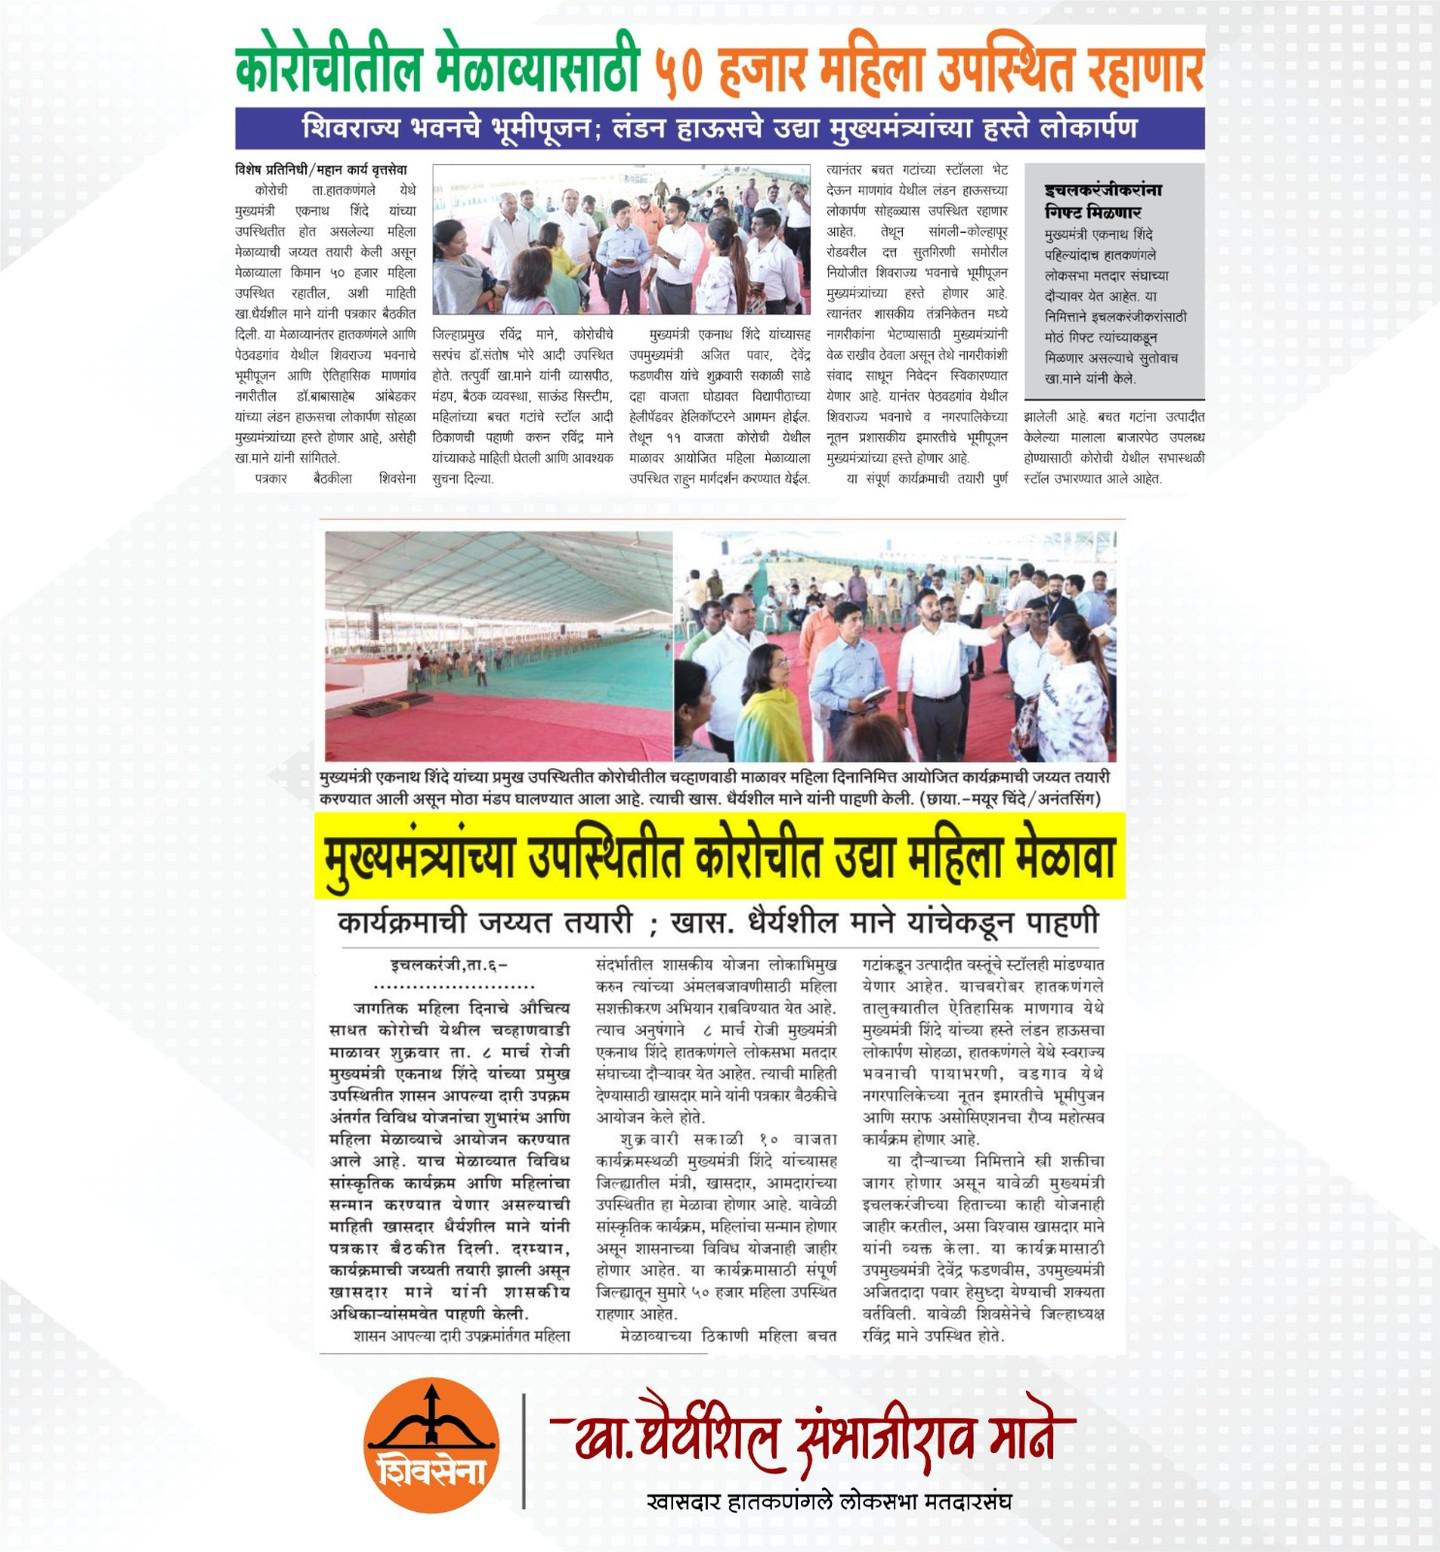 कोरोचीतील मेळाव्यासाठी ५० हजार महिला उपस्थित रहाणार
शिवराज्य भवनचे भूमीपूजन; लंडन हाऊसचे उद्या मुख्यमंत्र्यांच्या हस्ते लोकार्पण
विशेष प्रतिनिधी/महान कार्य वृत्तसेवा
कोरोची ता.हातकणंगले येथे
मुख्यमंत्री एकनाथ शिंदे यांच्या
उपस्थितीत होत असलेल्या महिला
मेळाव्याची जय्यत तयारी केली असून
मेळाव्याला किमान ५० हजार महिला
उपस्थित रहातील, अशी माहिती
खा.धैर्यशील माने यांनी पत्रकार बैठकीत
दिली. या मेळाव्यानंतर हातकणंगले आणि
पेठवडगांव येथील शिवराज्य भवनाचे
भूमीपूजन आणि ऐतिहासिक माणगांव
नगरीतील डॉ.बाबासाहेब आंबेडकर
यांच्या लंडन हाऊसचा लोकार्पण सोहळा
मुख्यमंत्र्यांच्या हस्ते होणार आहे, असेही
खा.माने यांनी सांगितले.
पत्रकार बैठकीला शिवसेना
जिल्हाप्रमुख रविंद्र माने, कोरोचीचे
सरपंच डॉ.संतोष भोरे आदी उपस्थित
होते. तत्पुर्वी खा.माने यांनी व्यासपीठ,
मंडप, बैठक व्यवस्था, साऊंड सिस्टीम,
महिलांच्या बचत गटांचे स्टॉल आदी
ठिकाणची पहाणी करुन रविंद्र माने
यांच्याकडे माहिती घेतली आणि आवश्यक
सुचना दिल्या.
मुख्यमंत्री एकनाथ शिंदे यांच्यासह
उपमुख्यमंत्री अजित पवार, देवेंद्र
फडणवीस यांचे शुक्रवारी सकाळी साडे
दहा वाजता घोडावत विद्यापीठाच्या
हेलीपॅडवर हेलिकॉप्टरने आगमन होईल.
तेथून ११ वाजता कोरोची येथील
माळावर आयोजित महिला मेळाव्याला
उपस्थित राहुन मार्गदर्शन करण्यात येईल.
त्यानंतर बचत गटांच्या स्टॉलला भेट
देऊन माणगांव येथील लंडन हाऊसच्या
लोकार्पण सोहळ्यास उपस्थित रहाणार
आहेत. तेथून सांगली-कोल्हापूर
रोडवरील दत्त सुतगिरणी समोरील
नियोजीत शिवराज्य भवनाचे भूमीपूजन
मुख्यमंत्र्यांच्या हस्ते होणार आहे.
त्यानंतर शासकीय तंत्रनिकेतन मध्ये
नागरीकांना भेटण्यासाठी मुख्यमंत्र्यांनी
वेळ राखीव ठेवला असून तेथे नागरीकांशी
संवाद साधून निवेदन स्विकारण्यात
येणार आहे. यानंतर पेठवडगांव येथील
शिवराज्य भवनाचे व नगरपालिकेच्या
नूतन प्रशासकीय इमारतीचे भूमीपूजन
मुख्यमंत्र्यांच्या हस्ते होणार आहे.
या संपूर्ण कार्यक्रमाची तयारी पुर्ण
इचलकरंजीकरांना
गिफ्ट मिळणार
मुख्यमंत्री एकनाथ शिंदे
पहिल्यांदाच हातकणंगले
लोकसभा मतदार संघाच्या
दौऱ्यावर येत आहेत. या
निमित्ताने इचलकरंजीकरांसाठी
मोठं गिफ्ट त्यांच्याकडून
मिळणार असल्याचे सुतोवाच
खा.माने यांनी केले.
झालेली आहे. बचत गटांना उत्पादीत
केलेल्या मालाला बाजारपेठ उपलब्ध
होण्यासाठी कोरोची येथील सभास्थळी
स्टॉल उभारण्यात आले आहेत.
मुख्यमंत्री एकनाथ शिंदे यांच्या प्रमुख उपस्थितीत कोरोचीतील चव्हाणवाडी माळावर महिला दिनानिमित्त आयोजित कार्यक्रमाची जय्यत तयारी
करण्यात आली असून मोठा मंडप घालण्यात आला आहे. त्याची खास. धैर्यशील माने यांनी पाहणी केली. (छाया.-मयूर चिंदे/अनंतसिंग)
मुख्यमंत्र्यांच्या उपस्थितीत कोरोचीत उद्या महिला मेळावा
कार्यक्रमाची जय्यत तयारी ; खास. धैर्यशील माने यांचेकडून पाहणी
इचलकरंजी,ता.६-
.........................
जागतिक महिला दिनाचे औचित्य
साधत कोरोची येथील चव्हाणवाडी
माळावर शुक्रवार ता. ८ मार्च रोजी
मुख्यमंत्री एकनाथ शिंदे यांच्या प्रमुख
उपस्थितीत शासन आपल्या दारी उपक्रम
अंतर्गत विविध योजनांचा शुभारंभ आणि
महिला मेळाव्याचे आयोजन करण्यात
आले आहे. याच मेळाव्यात विविध
सांस्कृतिक कार्यक्रम आणि महिलांचा
सन्मान करण्यात येणार असल्याची
माहिती खासदार धैर्यशील माने यांनी
पत्रकार बैठकीत दिली. दरम्यान,
कार्यक्रमाची जय्यती तयारी झाली असून
खासदार माने यांनी शासकीय
अधिकाऱ्यांसमवेत पाहणी केली.
शासन आपल्या दारी उपक्रमांर्तगत महिला
संदर्भातील शासकीय योजना लोकाभिमुख
करुन त्यांच्या अंमलबजावणीसाठी महिला
सशक्तीकरण अभियान राबविण्यात येत आहे.
त्याच अनुषंगाने ८ मार्च रोजी मुख्यमंत्री
एकनाथ शिंदे हातकणंगले लोकसभा मतदार
संघाच्या दौऱ्यावर येत आहेत. त्याची माहिती
देण्यासाठी खासदार माने यांनी पत्रकार बैठकीचे
आयोजन केले होते.
शुक्रवारी सकाळी १० वाजता
कार्यक्रमस्थळी मुख्यमंत्री शिंदे यांच्यासह
जिल्ह्यातील मंत्री, खासदार, आमदारांच्या
उपस्थितीत हा मेळावा होणार आहे. यावेळी
सांस्कृतिक कार्यक्रम, महिलांचा सन्मान होणार
असून शासनाच्या विविध योजनाही जाहीर
होणार आहेत. या कार्यक्रमासाठी संपूर्ण
जिल्ह्यातून सुमारे ५० हजार महिला उपस्थित
राहणार आहेत.
मेळाव्याच्या ठिकाणी महिला बचत
गटांकडून उत्पादीत वस्तूंचे स्टॉलही मांडण्यात
येणार आहेत. याचबरोबर हातकणंगले
तालुक्यातील ऐतिहासिक माणगाव येथे
मुख्यमंत्री शिंदे यांच्या हस्ते लंडन हाऊसचा
लोकार्पण सोहळा, हातकणंगले येथे स्वराज्य
भवनाची पायाभरणी, वडगाव येथे
नगरपालिकेच्या नूतन इमारतीचे भूमीपुजन
आणि सराफ असोसिएशनचा रौप्य महोत्सव
कार्यक्रम होणार आहे.
या दौऱ्याच्या निमित्ताने स्त्री शक्तीचा
जागर होणार असून यावेळी मुख्यमंत्री
इचलकरंजीच्या हिताच्या काही योजनाही
जाहीर करतील, असा विश्वास खासदार माने
यांनी व्यक्त केला. या कार्यक्रमासाठी
उपमुख्यमंत्री देवेंद्र फडणवीस, उपमुख्यमंत्री
अजितदादा पवार हेसुध्दा येण्याची शक्यता
वर्तविली. यावेळी शिवसेनेचे जिल्हाध्यक्ष
रविंद्र माने उपस्थित होते.
शिवसेना
खा.धैर्यशिल संभाजीराव माने
खासदार हातकणंगले लोकसभा मतदारसंघ